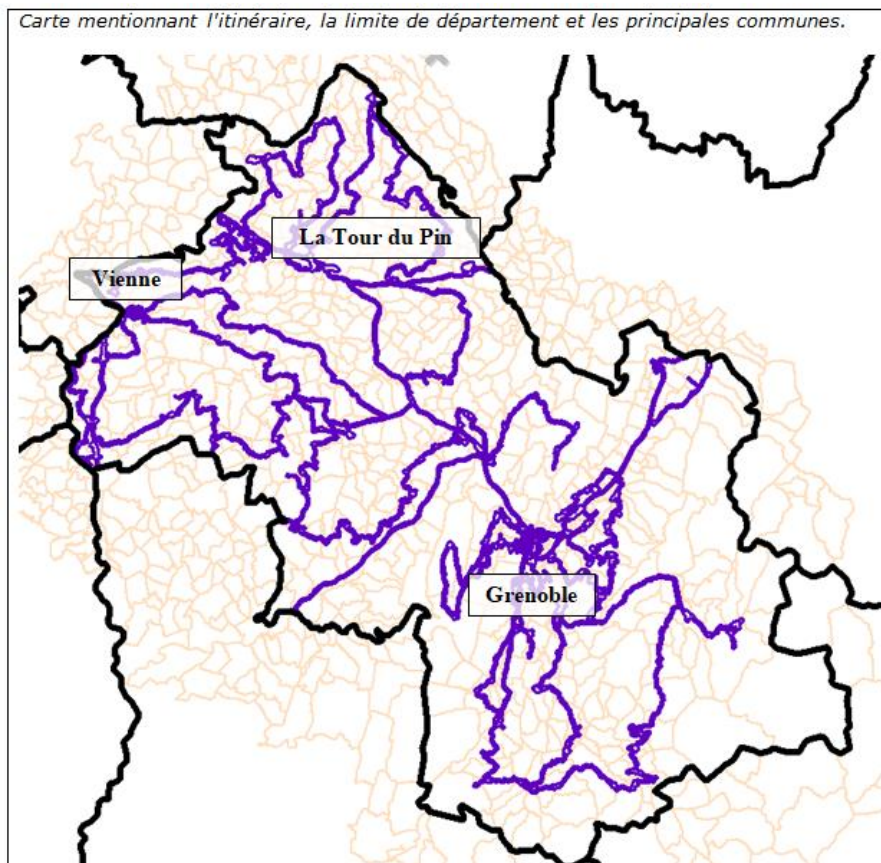 Carte mentionnant l'itinéraire, la limite de département et les principales communes.
La Tour du Pin
Vienne
Grenoble